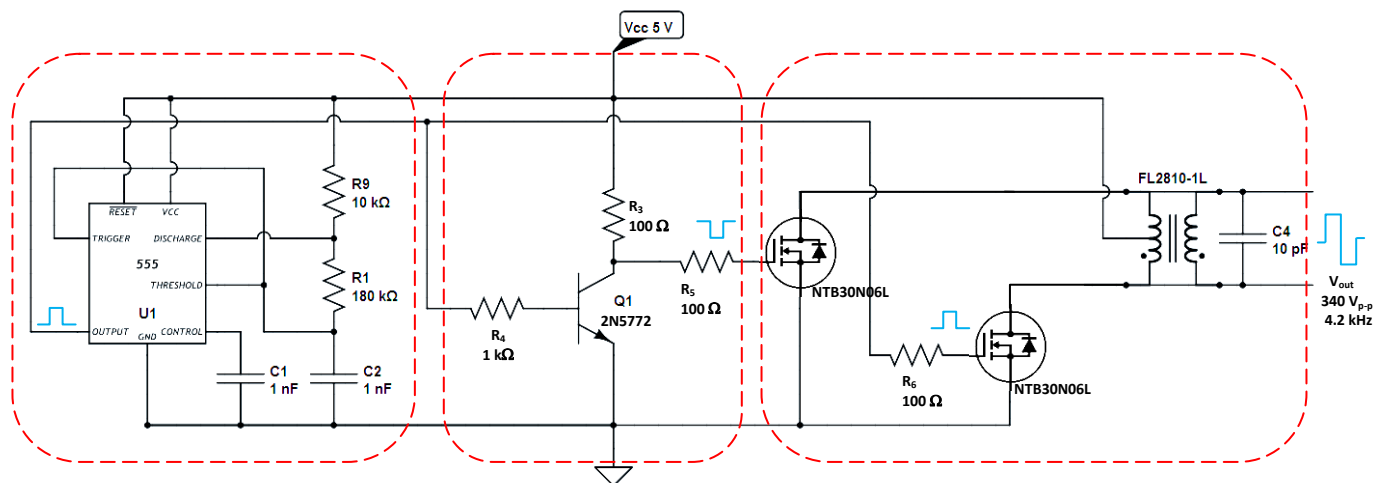 Vcc 5 V
RESET
VCC
TRIGGER
DISCHARGE
555
THRESHOLD
U1
OUTPUT
CONTROL
GND
R9
10 kΩ
R1
180 kΩ
C1
1 nF
C2
1 nF
R3
100 Ω
R4
1 kΩ
Q1
2N5772
R5
100 Ω
NTB30N06L
R6
100 Ω
NTB30N06L
FL2810-1L
C4
10 pF
Vout
340 Vp-p
4.2 kHz